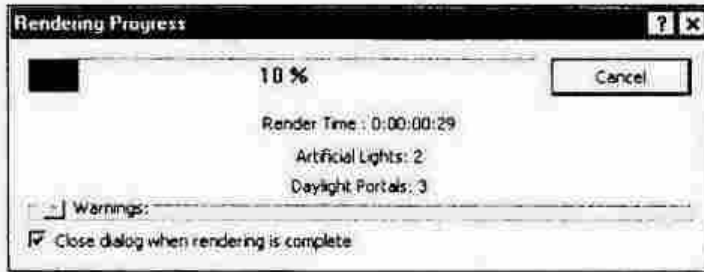 Rendering Progress
10 %
Cancel
Render Time : 0:00:00:29
Artificial Lights: 2
Daylight Portals: 3
Warnings:
Close dialog when rendering is complete